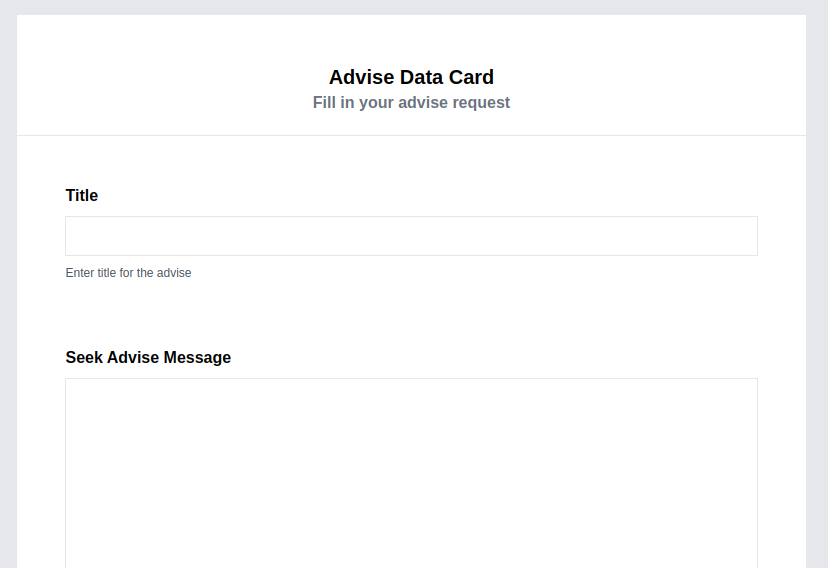 Advise Data Card
Fill in your advise request
Title
Enter title for the advise
Seek Advise Message